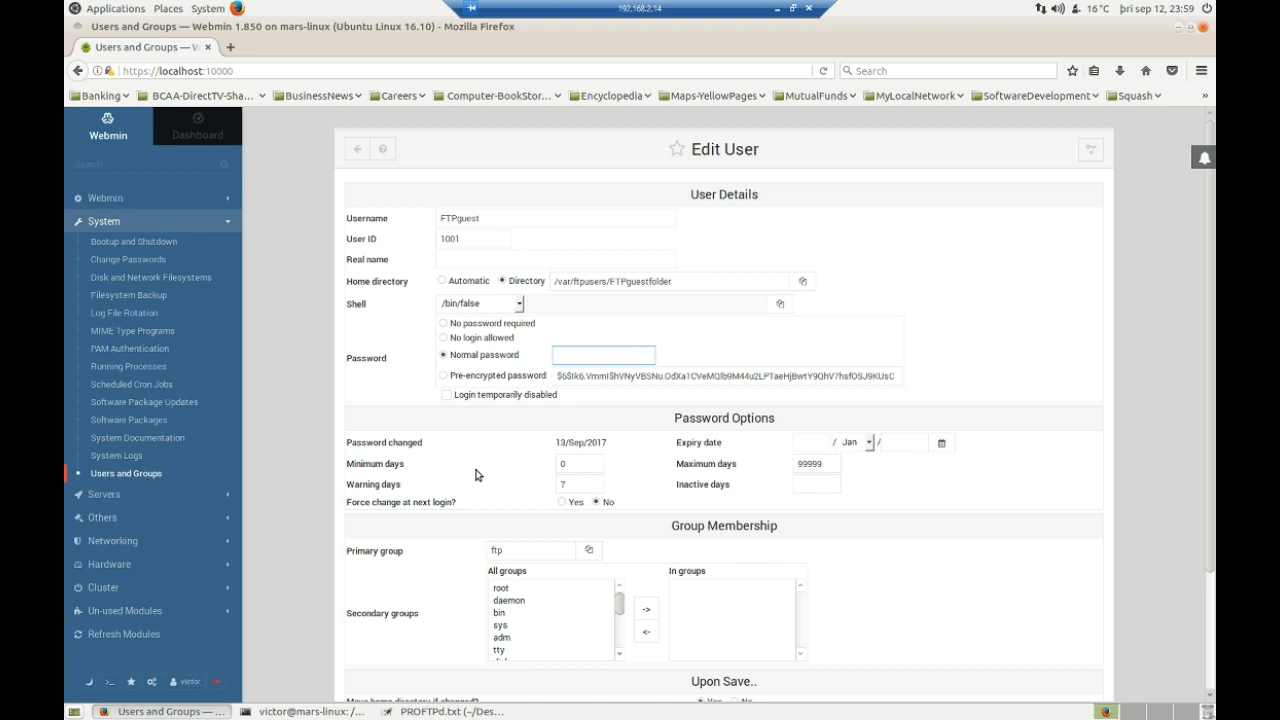 Applications Places System
192.168.2.14
16 °C þri sep 12, 23:59
Users and Groups — Webmin 1.850 on mars-linux (Ubuntu Linux 16.10) - Mozilla Firefox
Users and Groups —
https://localhost:10000
Search
Banking
BCAA-DirectTV-Sha...
BusinessNews
Careers
Computer-BookStor...
Encyclopedia
Maps-YellowPages
MutualFunds
MyLocalNetwork
SoftwareDevelopment
Squash
Webmin
Dashboard
Search
Webmin
System
Bootup and Shutdown
Change Passwords
Disk and Network Filesystems
Filesystem Backup
Log File Rotation
MIME Type Programs
PAM Authentication
Running Processes
Scheduled Cron Jobs
Software Package Updates
Software Packages
System Documentation
System Logs
Users and Groups
Servers
Others
Networking
Hardware
Cluster
Un-used Modules
Refresh Modules
victor
Edit User
User Details
Username FTPguest
User ID 1001
Real name
Home directory Automatic Directory /var/ftpusers/FTPguestfolder
Shell /bin/false
Password
No password required
No login allowed
Normal password
Pre-encrypted password
Login temporarily disabled
Password Options
Password changed 13/Sep/2017 Expiry date / Jan /
Minimum days 0 Maximum days 99999
Warning days 7 Inactive days
Force change at next login? Yes No
Group Membership
Primary group ftp
All groups In groups
Secondary groups
root
daemon
bin
sys
adm
tty
Upon Save..
Move home directory if changed? Yes No
Users and Groups — ...
victor@mars-linux: /...
PROFTPd.txt (~/Des...